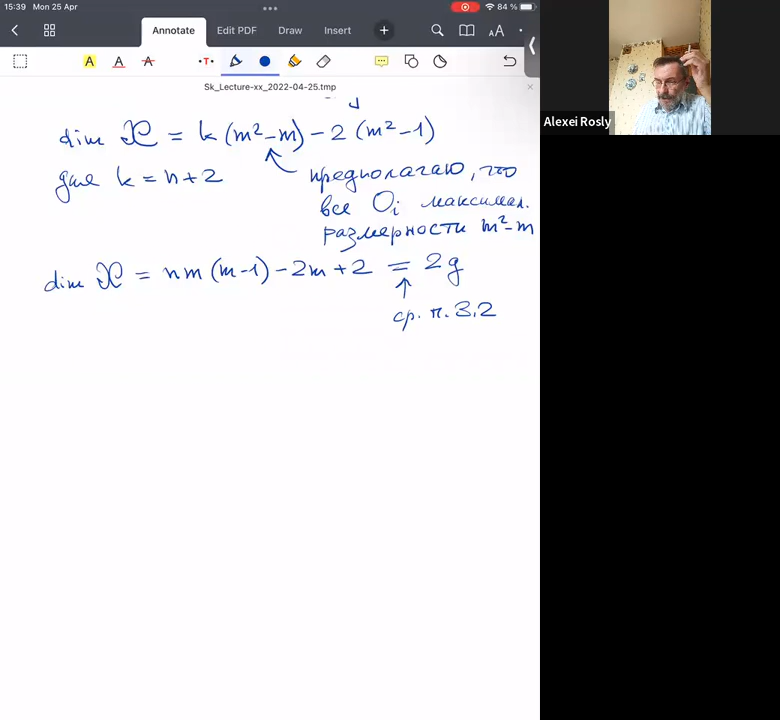 15:39 Mon 25 Apr
84 %
Annotate Edit PDF Draw Insert
A A A T AA
Sk_Lecture-xx_2022-04-25.tmp
Alexei Rosly
dim 𝒳 = k (m²-m) - 2 (m²-1)
для k = n+2
предполагаю, что
все Oᵢ максимал.
размерности m²-m
dim 𝒳 = nm (m-1) - 2m + 2 = 2g
ср. п. 3.2